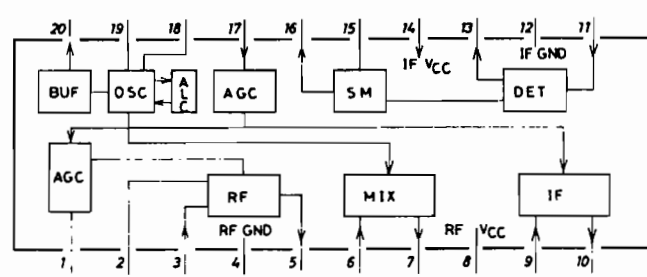 20 19 18 17 16 15 14 13 12 11
IF VCC IF GND
BUF OSC ALC AGC SM DET
AGC RF MIX IF
RF GND RF VCC
1 2 3 4 5 6 7 8 9 10